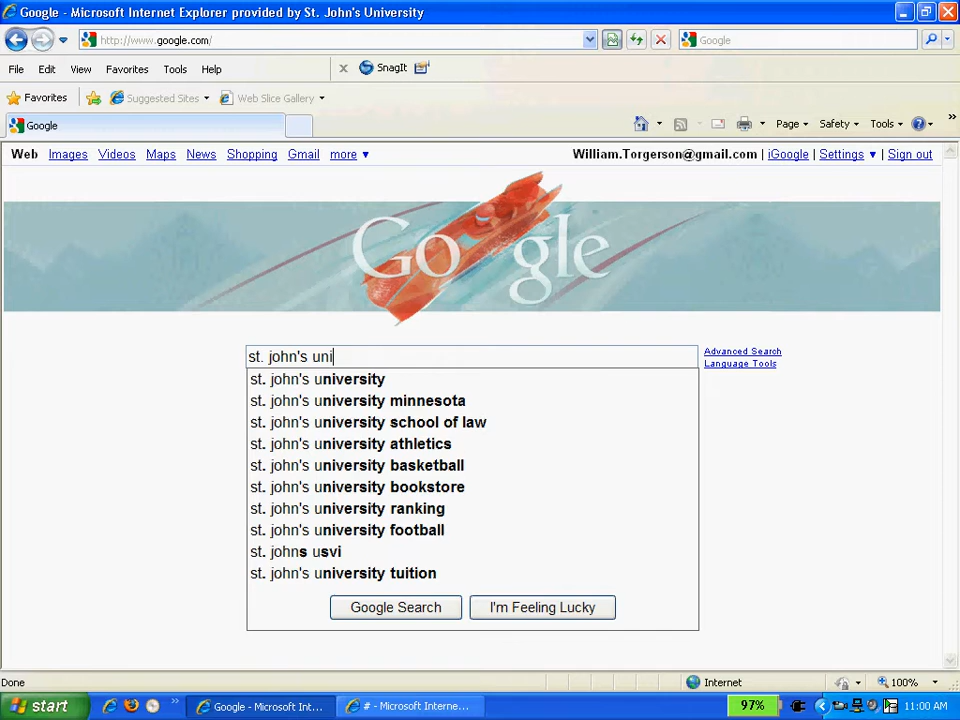 Google - Microsoft Internet Explorer provided by St. John's University
http://www.google.com/
Google
File Edit View Favorites Tools Help
SnagIt
Favorites Suggested Sites Web Slice Gallery
Google
Page Safety Tools
Web Images Videos Maps News Shopping Gmail more
William.Torgerson@gmail.com | iGoogle | Settings | Sign out
Google
st. john's uni
Advanced Search
Language Tools
st. john's university
st. john's university minnesota
st. john's university school of law
st. john's university athletics
st. john's university basketball
st. john's university bookstore
st. john's university ranking
st. john's university football
st. johns usvi
st. john's university tuition
Google Search I'm Feeling Lucky
Done
Internet
100%
start
Google - Microsoft Int...
# - Microsoft Interne...
97%
11:00 AM